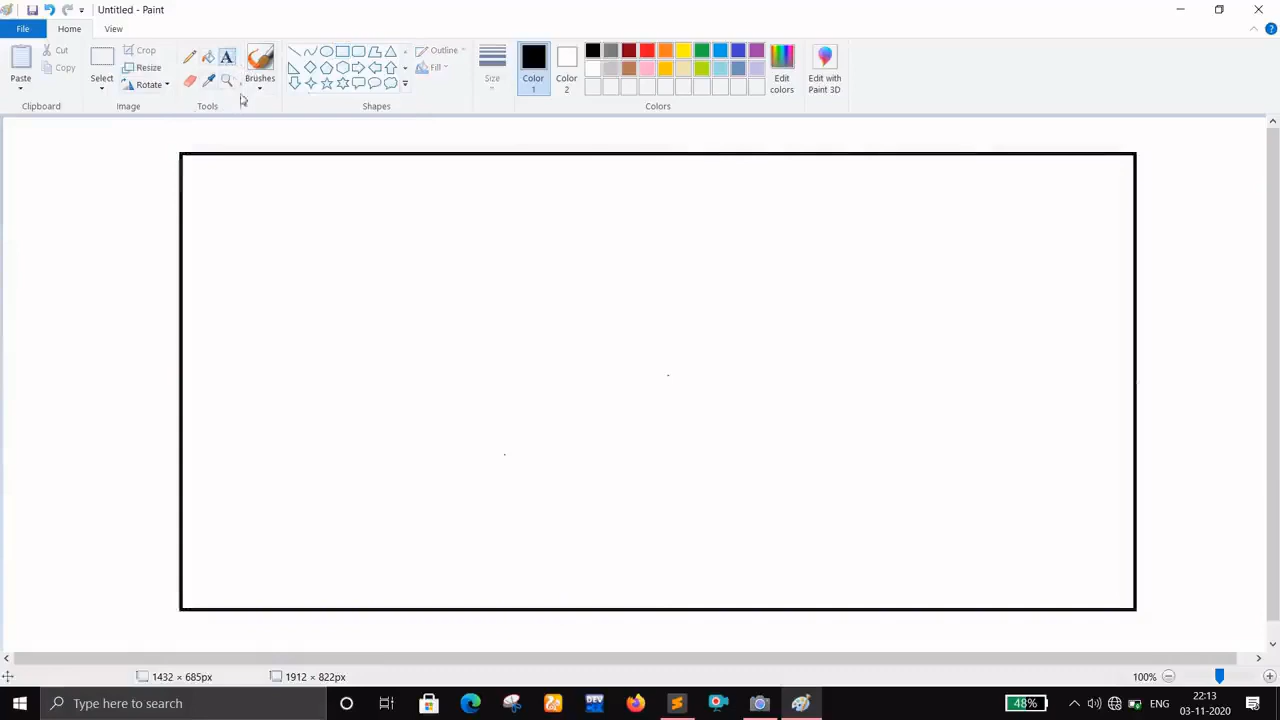 Untitled - Paint
File
Home
View
Paste
Cut
Copy
Clipboard
Select
Crop
Resize
Rotate
Image
A
Tools
Brushes
Shapes
Outline
Fill
Size
Color
1
Color
2
Edit
colors
Colors
Edit with
Paint 3D
?
1432 × 685px
1912 × 822px
100%
Type here to search
DEV
48%
ENG
22:13
03-11-2020